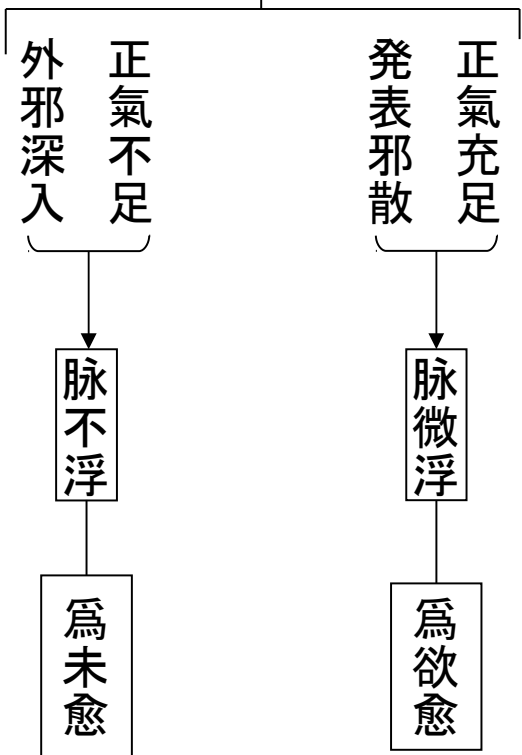 正氣充足
発表邪散
脉微浮
爲欲愈
正氣不足
外邪深入
脉不浮
爲未愈